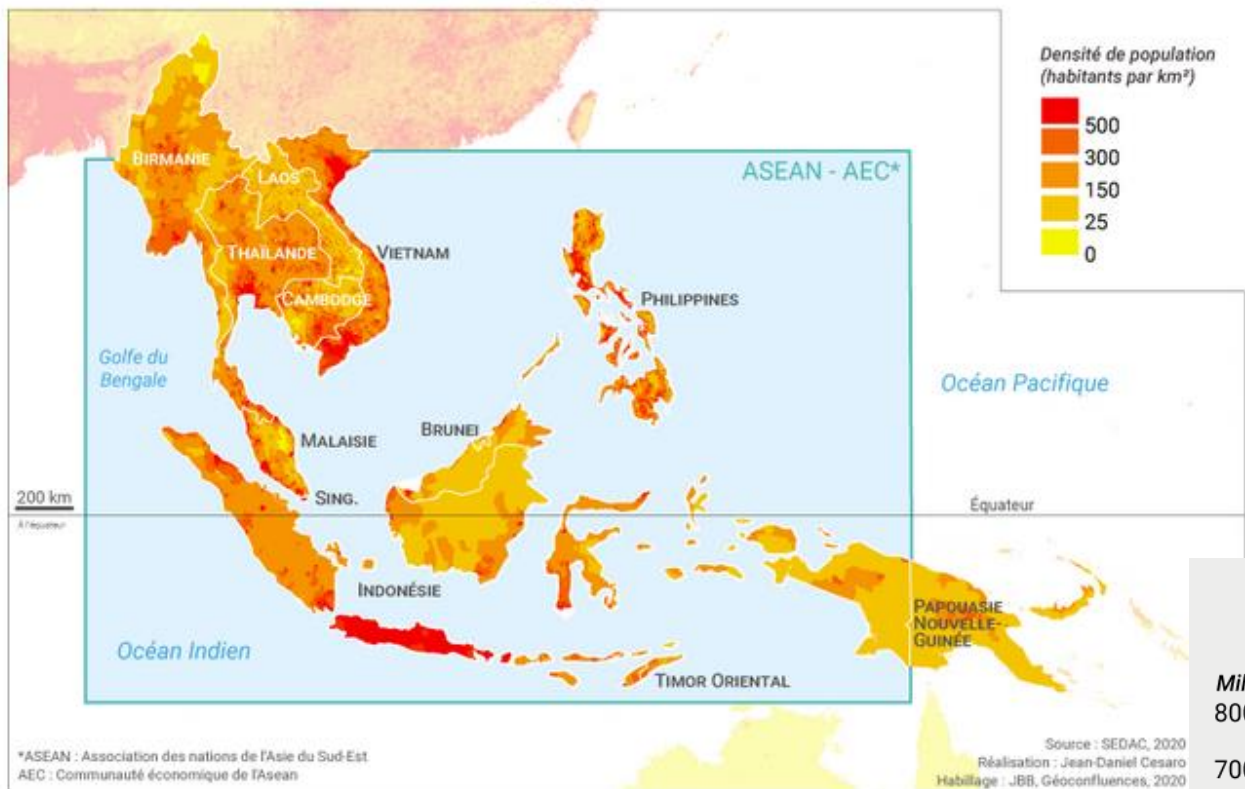 Densité de population
(habitants par km²)
500
300
150
25
0
ASEAN - AEC*
BIRMANIE
LAOS
THAÏLANDE
VIETNAM
CAMBODGE
PHILIPPINES
Golfe du
Bengale
Océan Pacifique
MALAISIE
BRUNEI
SING.
200 km
À l'équateur
Équateur
INDONÉSIE
PAPOUASIE
NOUVELLE-
GUINÉE
Océan Indien
TIMOR ORIENTAL
*ASEAN : Association des nations de l'Asie du Sud-Est
AEC : Communauté économique de l'Asean
Source : SEDAC, 2020
Réalisation : Jean-Daniel Cesaro
Habillage : JBB, Géoconfluences, 2020